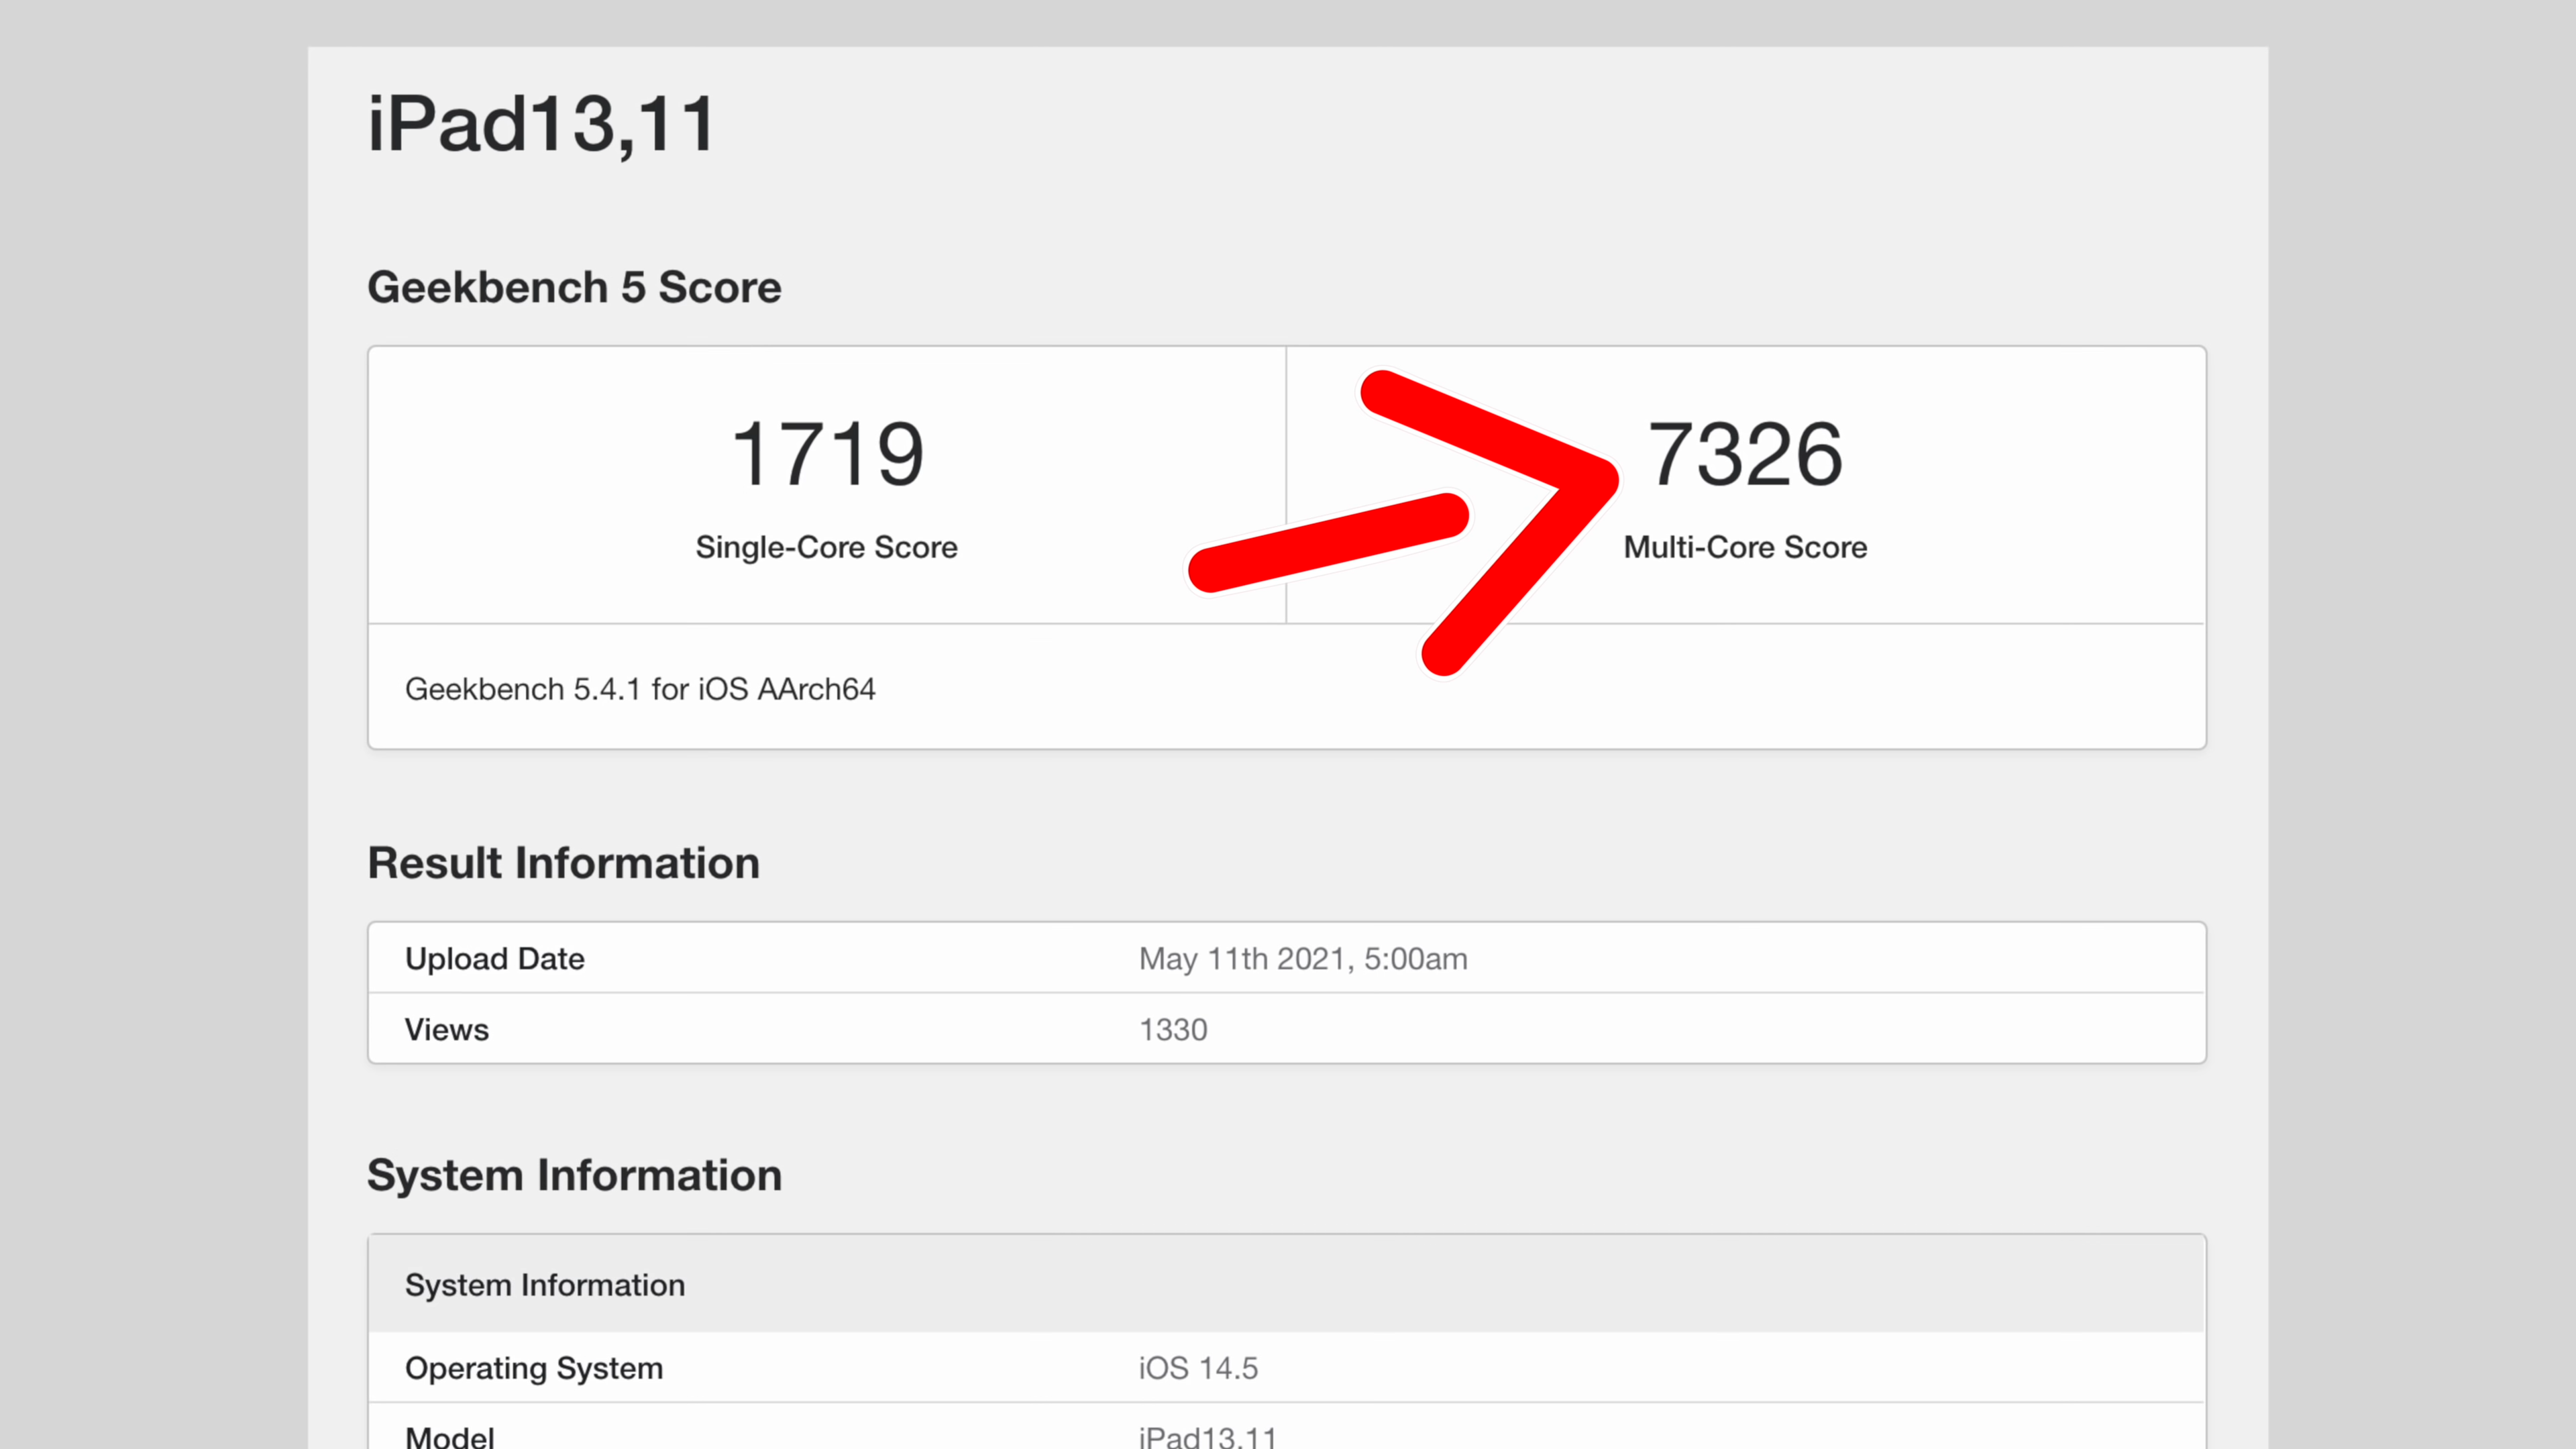 iPad13,11
Geekbench 5 Score
1719
7326
Single-Core Score
Multi-Core Score
Geekbench 5.4.1 for iOS AArch64
Result Information
Upload Date May 11th 2021, 5:00am
Views 1330
System Information
System Information
Operating System iOS 14.5
Model iPad13,11